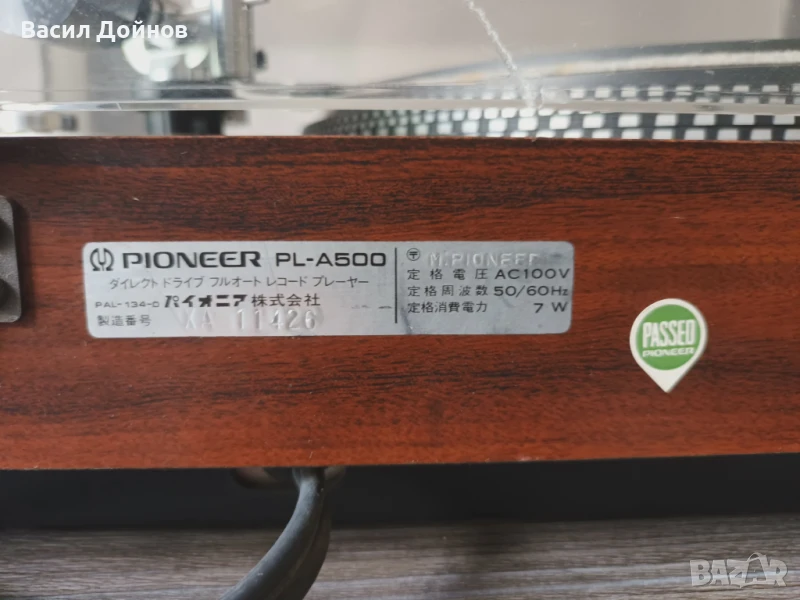 Васил Дойнов
PIONEER PL-A500
ダイレクトドライブ フルオート レコード プレーヤー
PAL-134-0 パイオニア株式会社
製造番号 XA 11426
〒 N.PIONEER
定格電圧 AC100V
定格周波数 50/60Hz
定格消費電力 7 W
PASSED
PIONEER
BAZAR